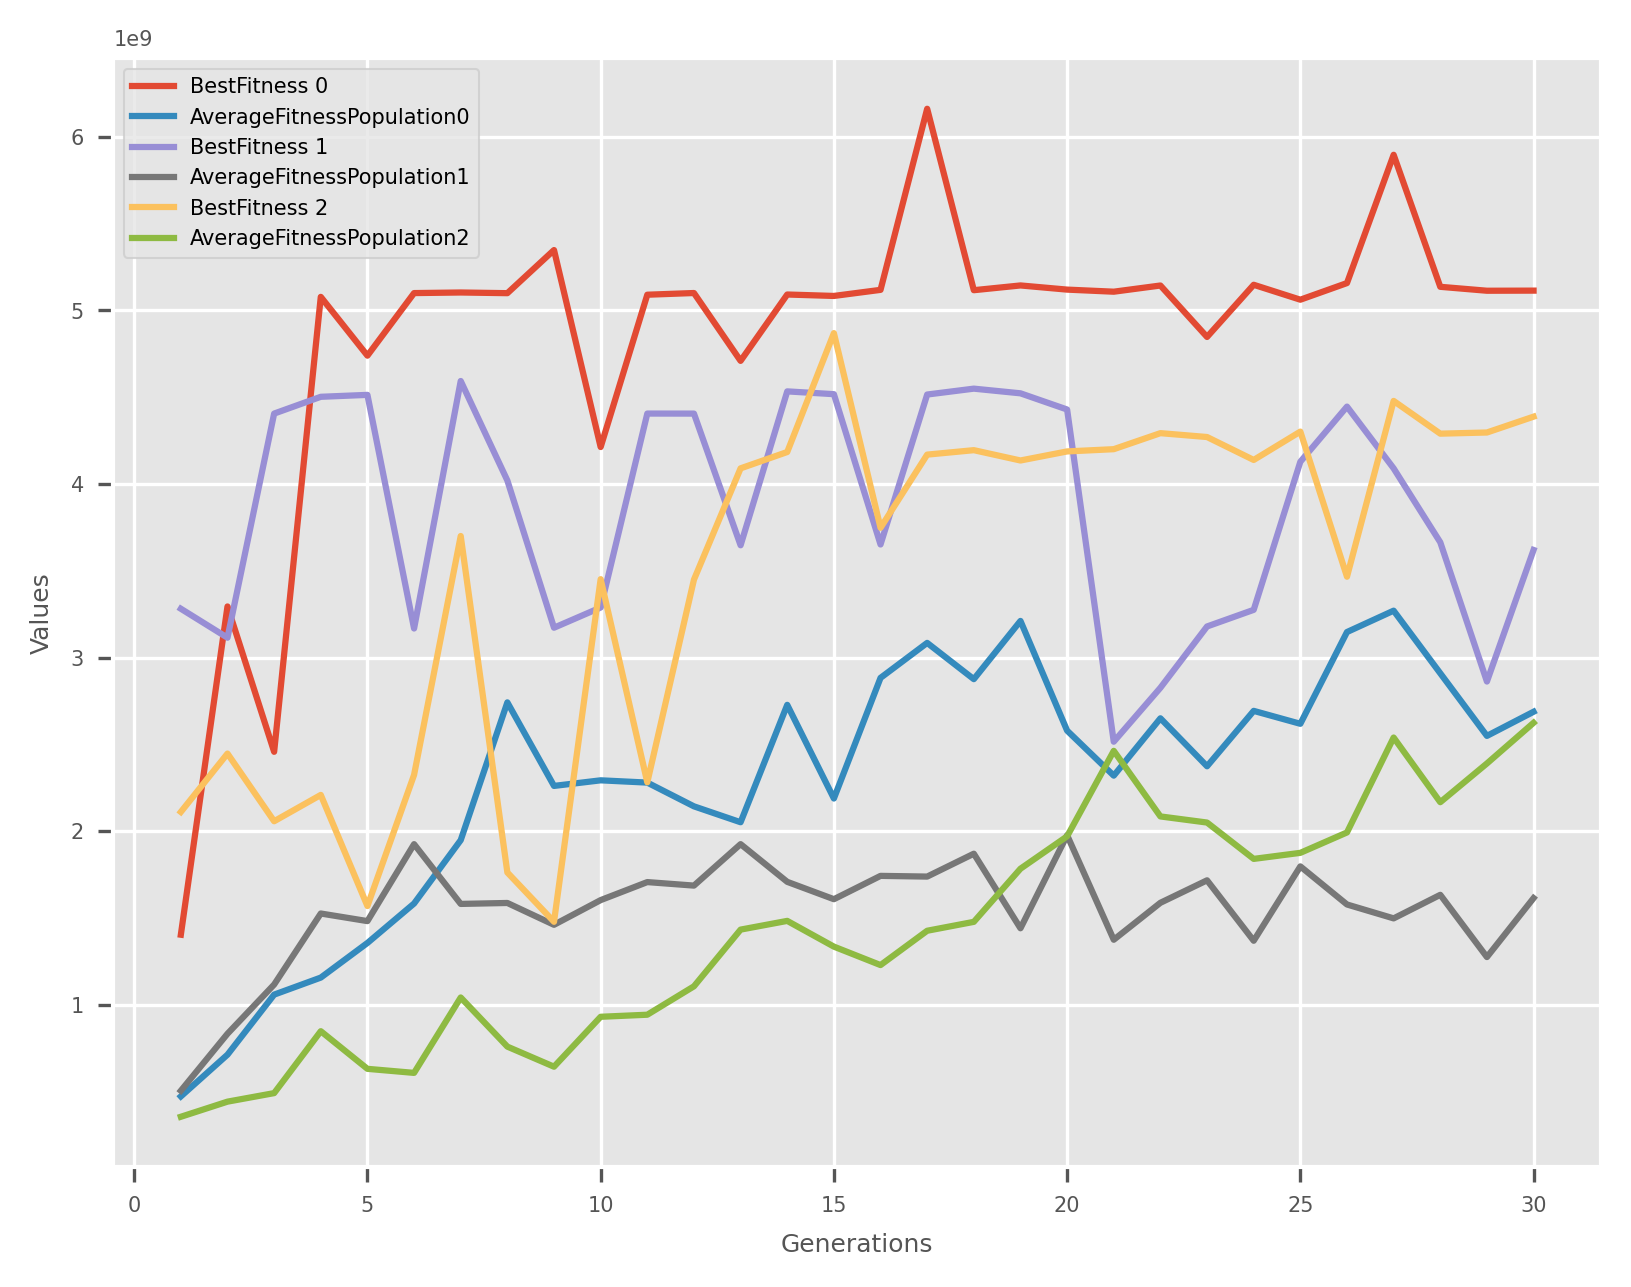 1e9
BestFitness 0
AverageFitnessPopulation0
BestFitness 1
AverageFitnessPopulation1
BestFitness 2
AverageFitnessPopulation2
6
5
4
3
2
1
Values
0 5 10 15 20 25 30
Generations